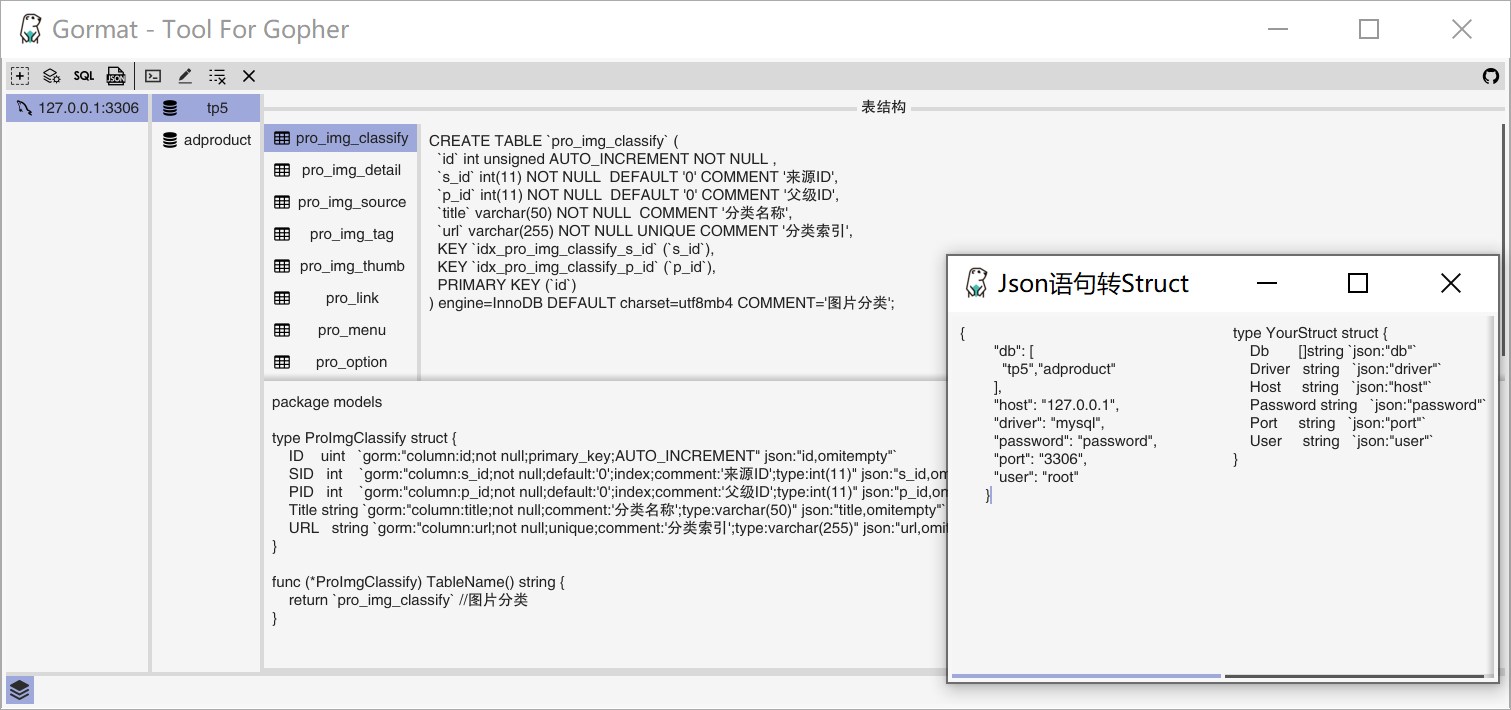 Gormat - Tool For Gopher
SQL
JSON
127.0.0.1:3306
tp5
adproduct
表结构
pro_img_classify
pro_img_detail
pro_img_source
pro_img_tag
pro_img_thumb
pro_link
pro_menu
pro_option
CREATE TABLE `pro_img_classify` (
`id` int unsigned AUTO_INCREMENT NOT NULL ,
`s_id` int(11) NOT NULL  DEFAULT '0' COMMENT '来源ID',
`p_id` int(11) NOT NULL  DEFAULT '0' COMMENT '父级ID',
`title` varchar(50) NOT NULL  COMMENT '分类名称',
`url` varchar(255) NOT NULL UNIQUE COMMENT '分类索引',
KEY `idx_pro_img_classify_s_id` (`s_id`),
KEY `idx_pro_img_classify_p_id` (`p_id`),
PRIMARY KEY (`id`)
) engine=InnoDB DEFAULT charset=utf8mb4 COMMENT='图片分类';
package models
type ProImgClassify struct {
ID uint `gorm:"column:id;not null;primary_key;AUTO_INCREMENT" json:"id,omitempty"`
SID int `gorm:"column:s_id;not null;default:'0';index;comment:'来源ID';type:int(11)" json:"s_id,om
PID int `gorm:"column:p_id;not null;default:'0';index;comment:'父级ID';type:int(11)" json:"p_id,on
Title string `gorm:"column:title;not null;comment:'分类名称';type:varchar(50)" json:"title,omitempty"`
URL string `gorm:"column:url;not null;unique;comment:'分类索引';type:varchar(255)" json:"url,omit
}
func (*ProImgClassify) TableName() string {
return `pro_img_classify` //图片分类
}
Json语句转Struct
{
"db": [
"tp5","adproduct"
],
"host": "127.0.0.1",
"driver": "mysql",
"password": "password",
"port": "3306",
"user": "root"
}
type YourStruct struct {
Db []string `json:"db"`
Driver string `json:"driver"`
Host string `json:"host"`
Password string `json:"password"`
Port string `json:"port"`
User string `json:"user"`
}